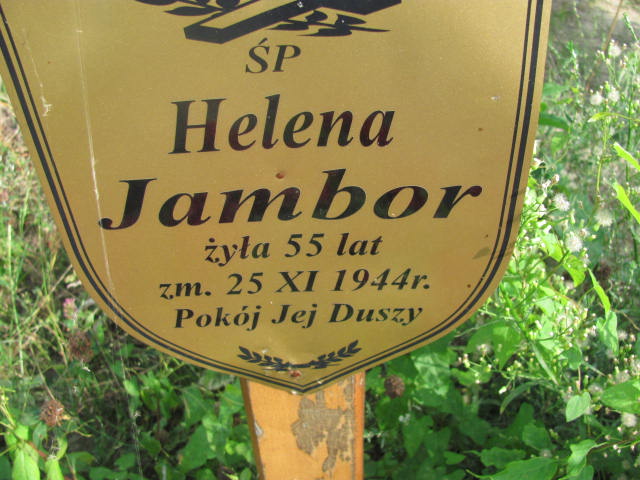 ŚP
Helena
Jambor
żyła 55 lat
zm. 25 XI 1944r.
Pokój Jej Duszy